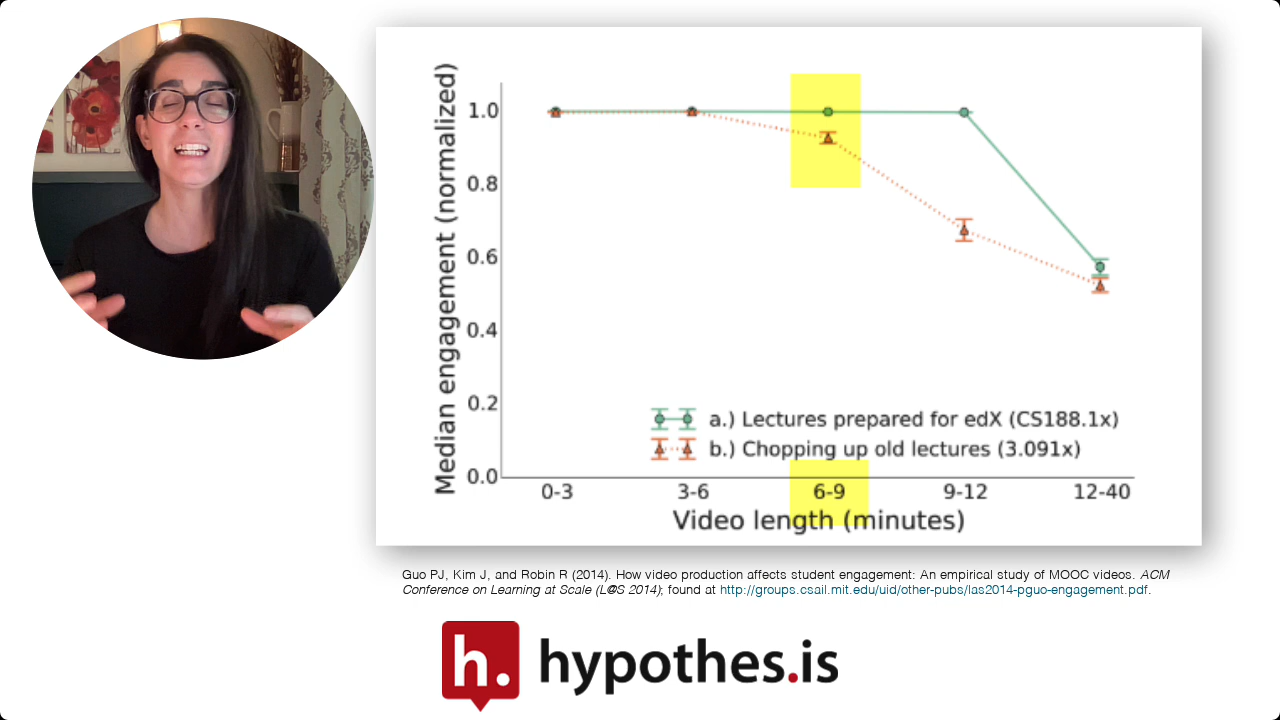 Median engagement (normalized)
1.0
0.8
0.6
0.4
0.2
0.0
a.) Lectures prepared for edX (CS188.1x)
b.) Chopping up old lectures (3.091x)
0-3 3-6 6-9 9-12 12-40
Video length (minutes)
Guo PJ, Kim J, and Robin R (2014). How video production affects student engagement: An empirical study of MOOC videos. ACM
Conference on Learning at Scale (L@S 2014); found at http://groups.csail.mit.edu/uid/other-pubs/las2014-pguo-engagement.pdf.
h. hypothes.is